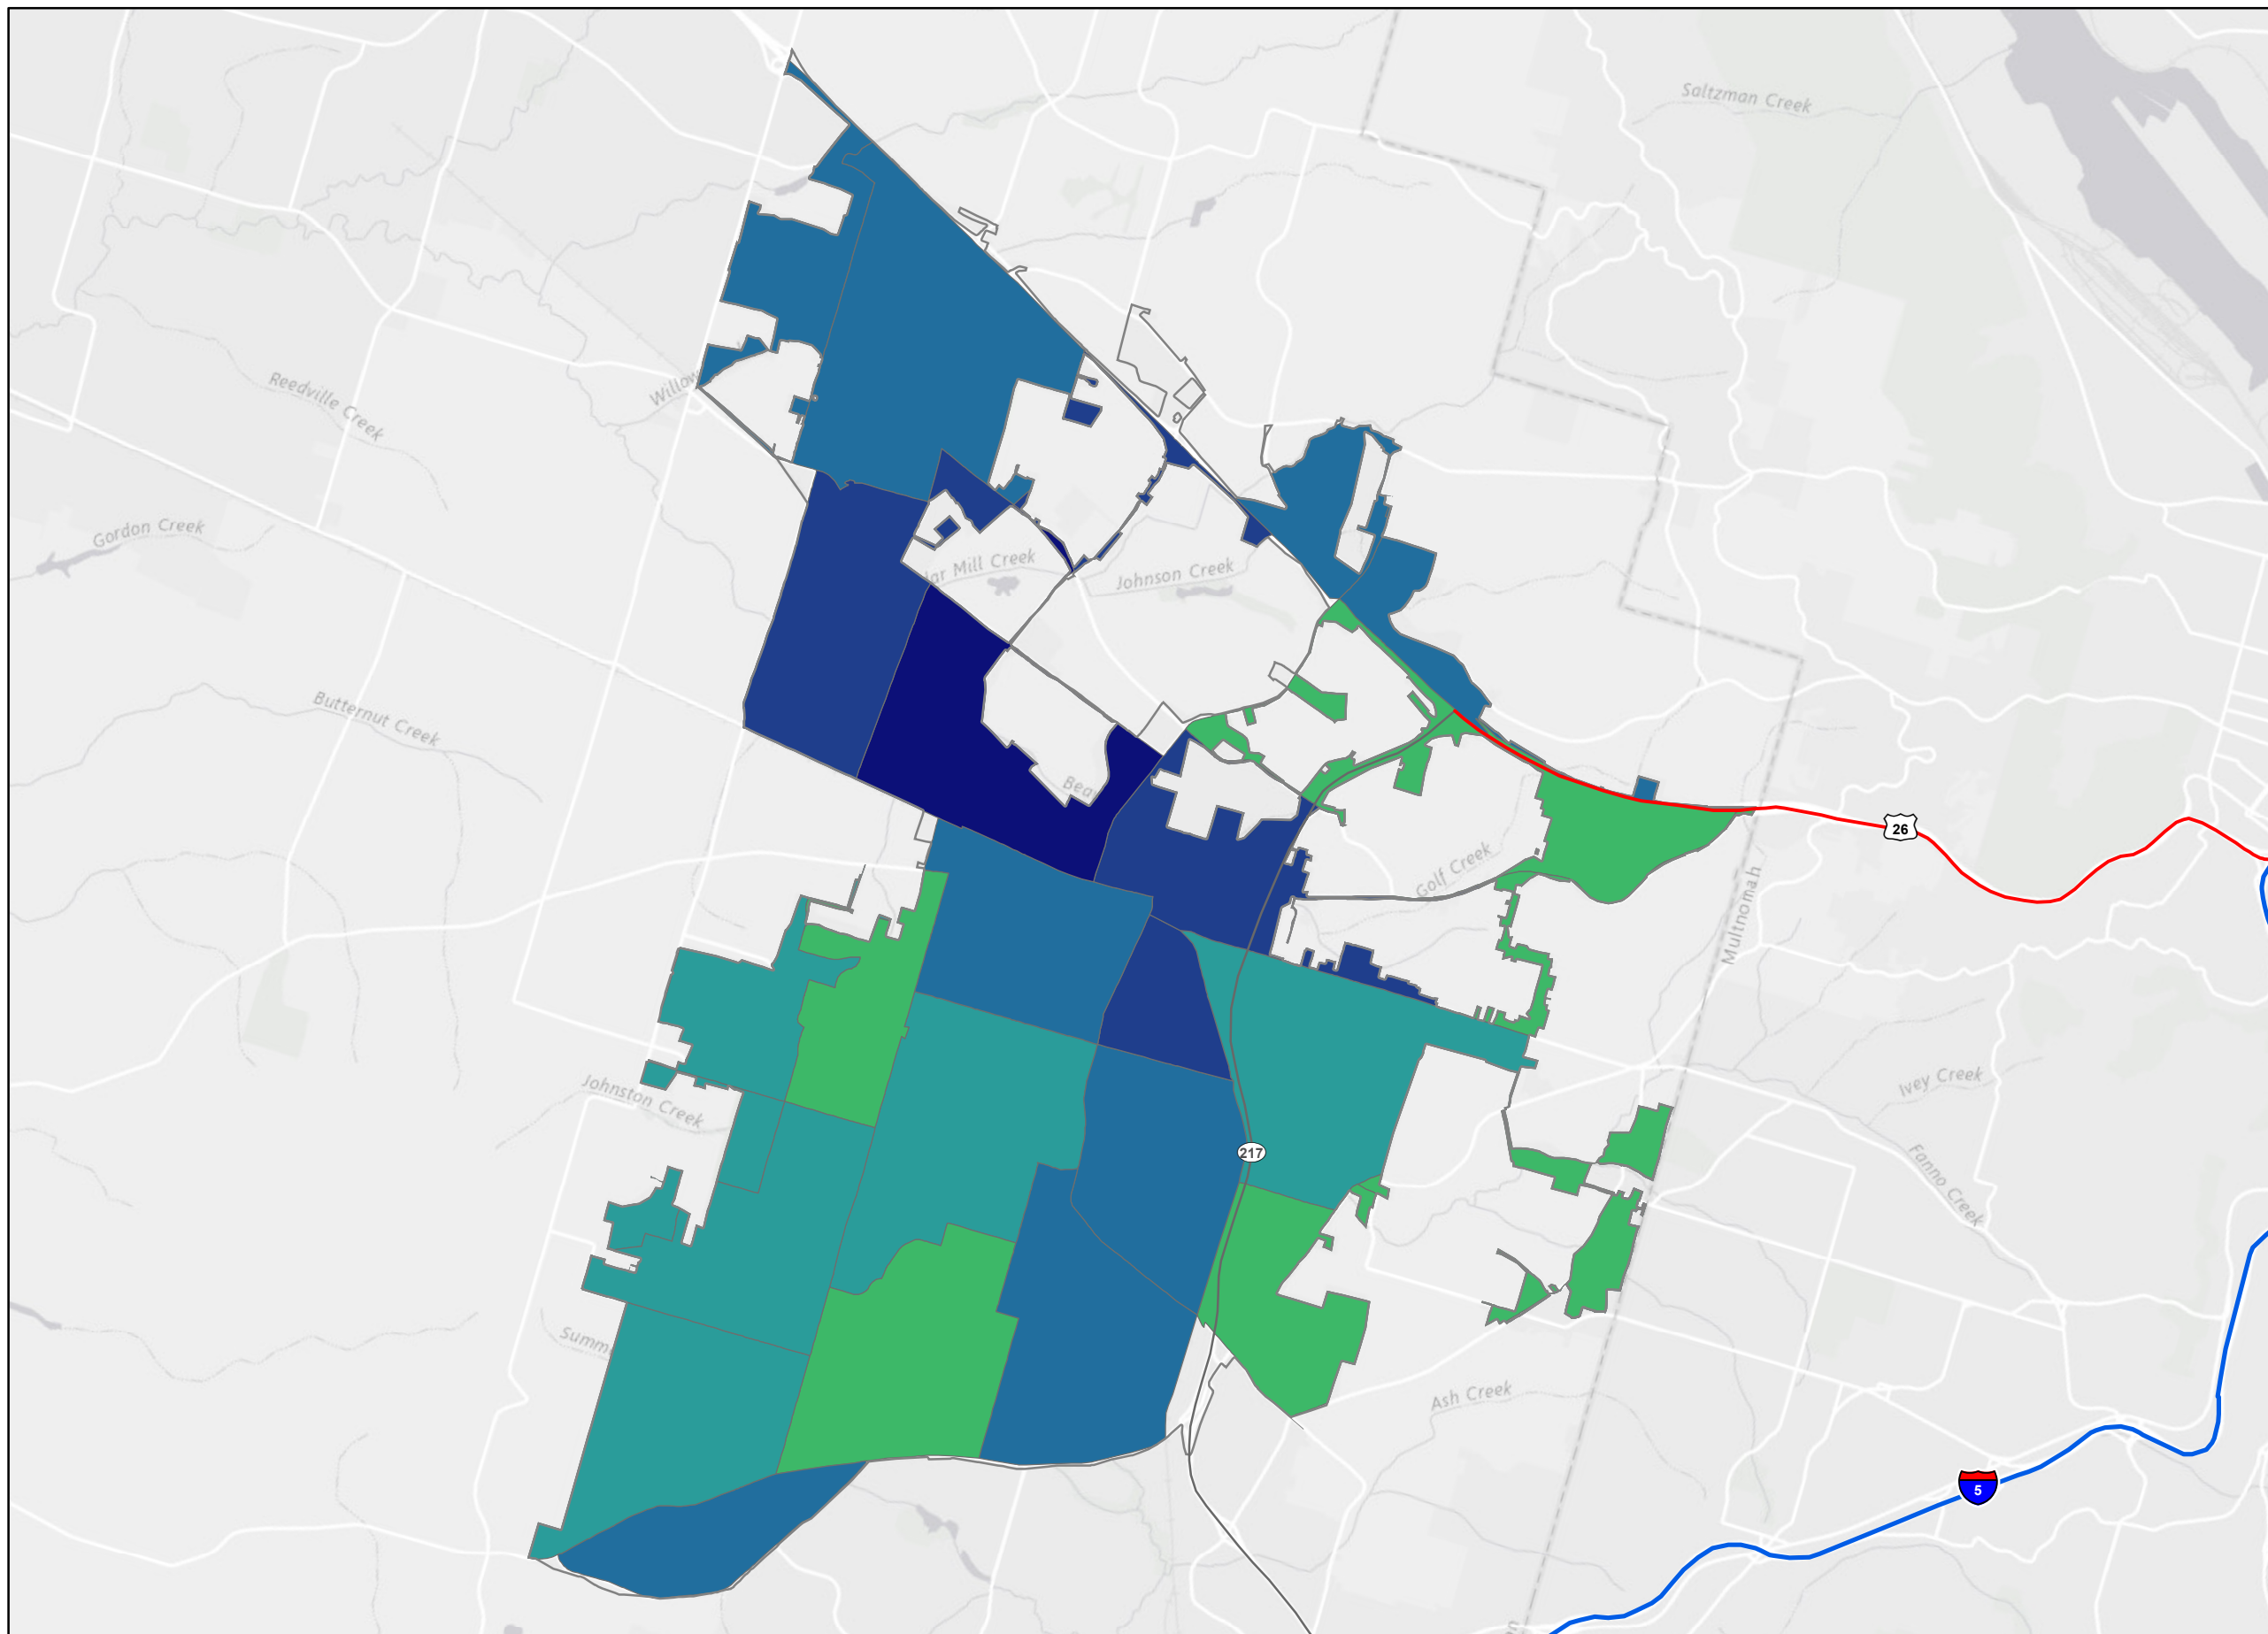 Saltzman Creek
Reedville Creek
Willow
Gordon Creek
Mill Creek
Johnson Creek
Butternut Creek
Bea
26
Golf Creek
Multnomah
Johnston Creek
Ivey Creek
217
Fanno Creek
Summ
Ash Creek
5